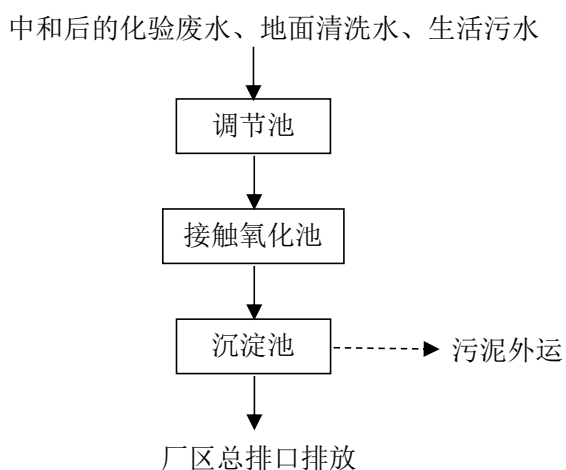 中和后的化验废水、地面清洗水、生活污水
调节池
接触氧化池
沉淀池
污泥外运
厂区总排口排放